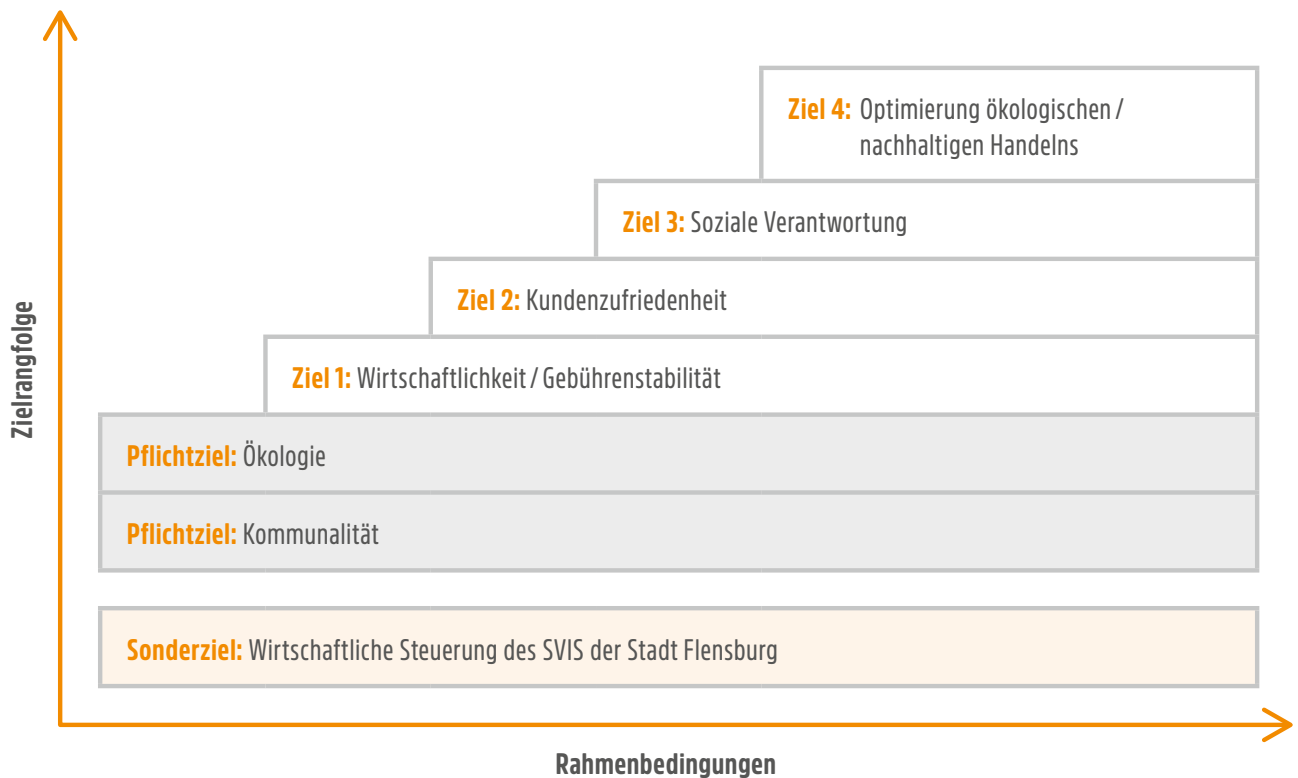 Ziel 4: Optimierung ökologischen /
nachhaltigen Handelns
Ziel 3: Soziale Verantwortung
Ziel 2: Kundenzufriedenheit
Ziel 1: Wirtschaftlichkeit / Gebührenstabilität
Pflichtziel: Ökologie
Pflichtziel: Kommunalität
Sonderziel: Wirtschaftliche Steuerung des SVIS der Stadt Flensburg
Zielrangfolge
Rahmenbedingungen